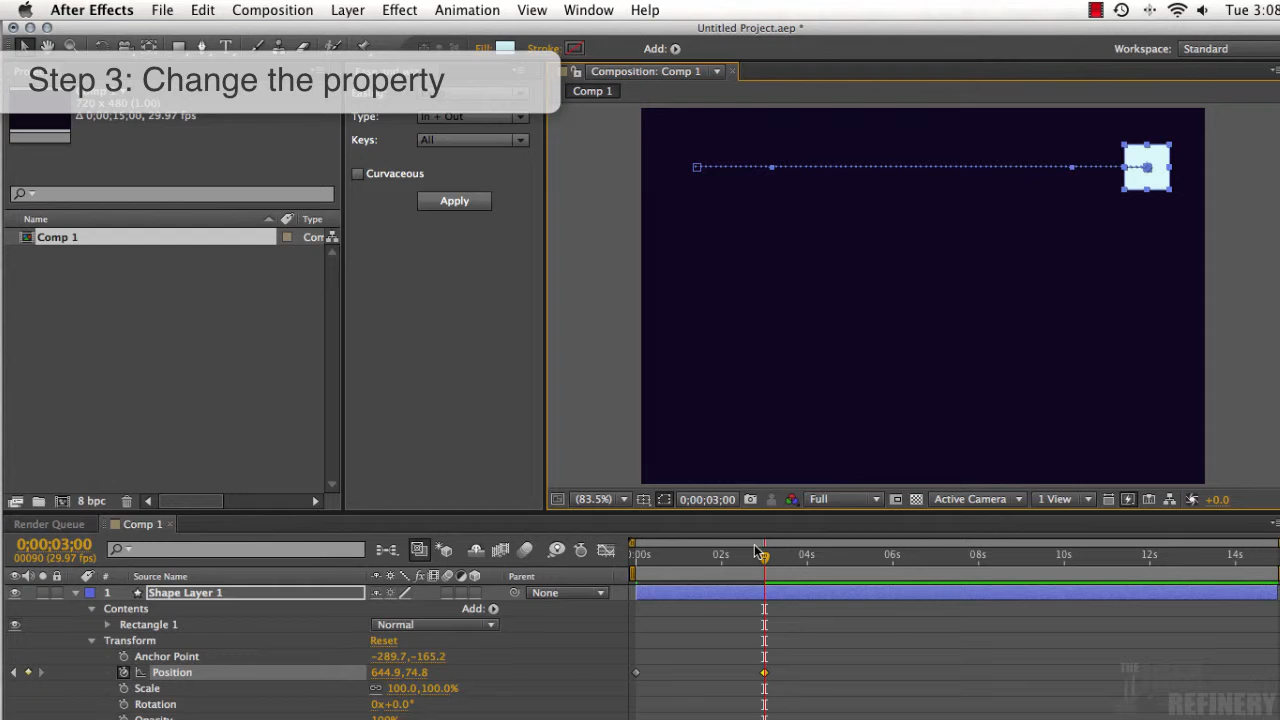 After Effects File Edit Composition Layer Effect Animation View Window Help Tue 3:08
Untitled Project.aep *
Fill: Stroke: Add: Workspace: Standard
Step 3: Change the property
Composition: Comp 1
Comp 1
720 x 480 (1.00)
Δ 0;00;15;00, 29.97 fps
Type: In + Out
Keys: All
Curvaceous
Apply
Name Type
Comp 1 Com
8 bpc
(83.5%) 0;00;03;00 Full Active Camera 1 View +0.0
Render Queue Comp 1
0;00;03;00
00090 (29.97 fps)
:00s 02s 04s 06s 08s 10s 12s 14s
# Source Name Parent
1 Shape Layer 1 None
Contents Add:
Rectangle 1 Normal
Transform Reset
Anchor Point -289.7,-165.2
Position 644.9,74.8
Scale 100.0,100.0%
Rotation 0x+0.0°
Opacity 100%
THE
REFINERY